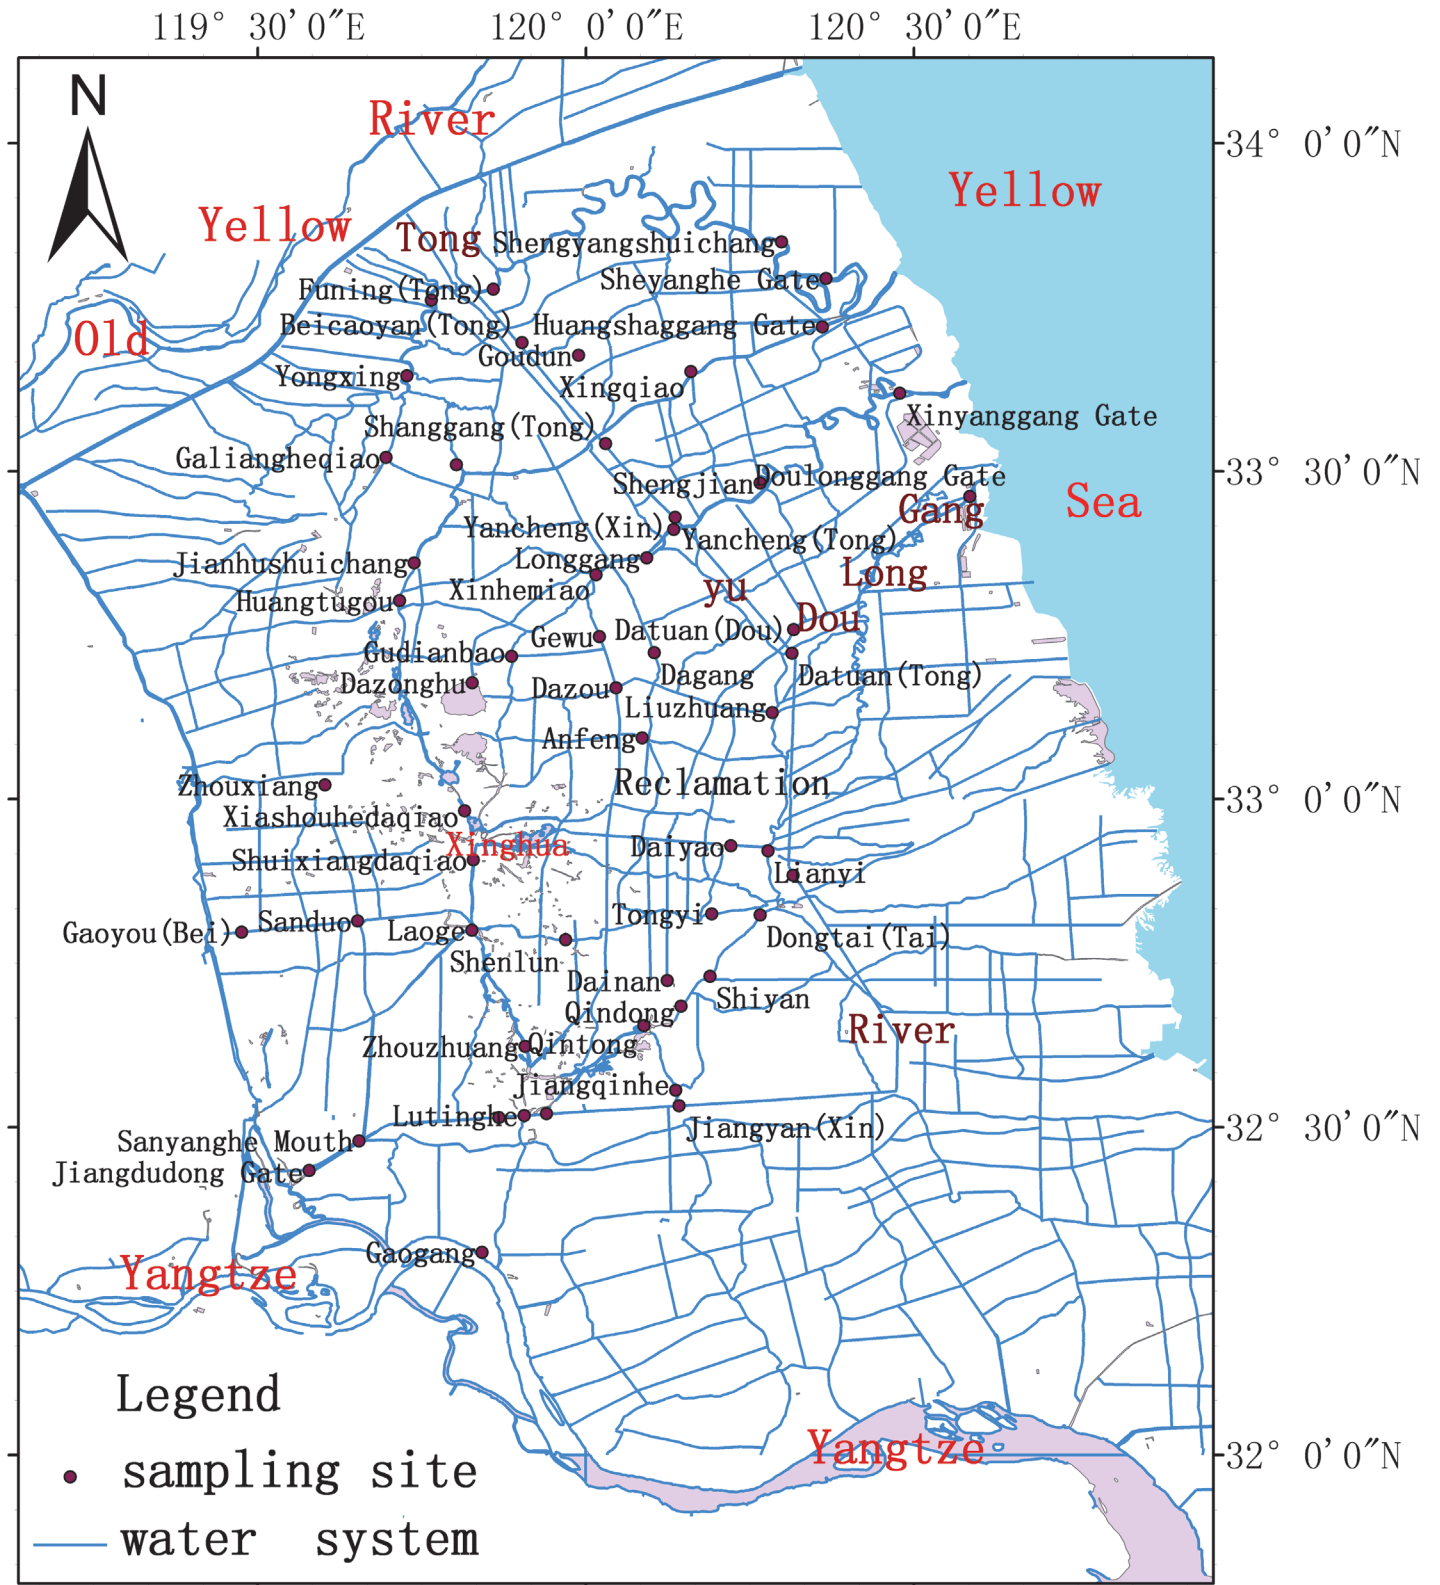 119° 30′0″E
120° 0′0″E
120° 30′0″E
N
River
34° 0′0″N
Yellow
Yellow
Tong
Shengyangshuichang
Sheyanghe Gate
Funing(Tong)
Beicaoyan(Tong)
Huangshaggang Gate
Old
Goudun
Yongxing
Xingqiao
Xinyanggang Gate
Shanggang(Tong)
Galiangheqiao
33° 30′0″N
Shengjian
Doulonggang Gate
Sea
Gang
Yancheng(Xin)
Yancheng(Tong)
Jianhushuichang
Longgang
Long
Xinhemiao
yu
Huangtugou
Dou
Gewu
Datuan(Dou)
Gudianbao
Dagang
Datuan(Tong)
Dazonghu
Dazou
Liuzhuang
Anfeng
Zhouxiang
Reclamation
33° 0′0″N
Xiashouhedaqiao
Xinghua
Daiyao
Shuixiangdaqiao
Lianyi
Tongyi
Gaoyou(Bei)
Sanduo
Laoge
Dongtai(Tai)
Shenlun
Dainan
Shiyan
Qindong
River
Zhouzhuang
Qintong
Jiangqinhe
Lutinghe
Jiangyan(Xin)
32° 30′0″N
Sanyanghe Mouth
Jiangdudong Gate
Gaogang
Yangtze
Legend
Yangtze
32° 0′0″N
sampling site
water system